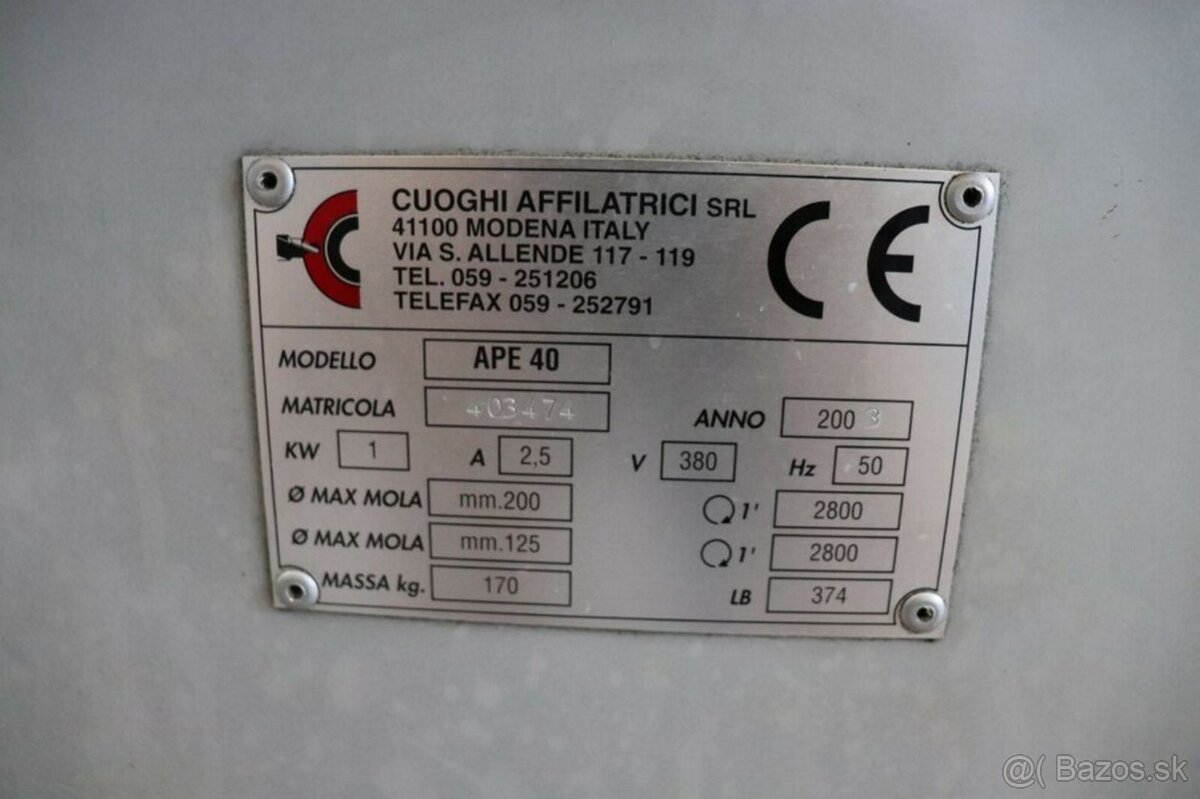 CUOGHI AFFILATRICI SRL
41100 MODENA ITALY
VIA S. ALLENDE 117 - 119
TEL. 059 - 251206
TELEFAX 059 - 252791
CE
MODELLO APE 40
MATRICOLA 403474 ANNO 2003
KW 1 A 2,5 V 380 Hz 50
Ø MAX MOLA mm.200 1' 2800
Ø MAX MOLA mm.125 1' 2800
MASSA kg. 170 LB 374
@( Bazos.sk